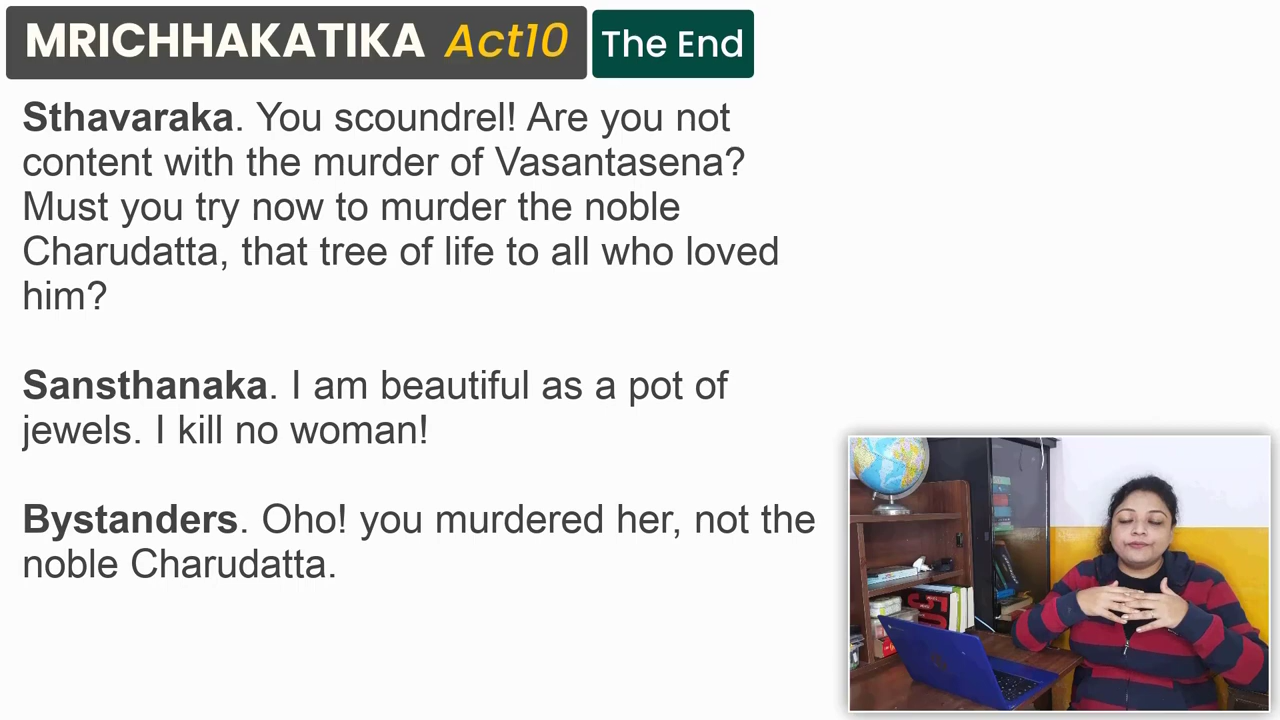 MRICHHAKATIKA Act10 The End
Sthavaraka. You scoundrel! Are you not
content with the murder of Vasantasena?
Must you try now to murder the noble
Charudatta, that tree of life to all who loved
him?
Sansthanaka. I am beautiful as a pot of
jewels. I kill no woman!
Bystanders. Oho! you murdered her, not the
noble Charudatta.